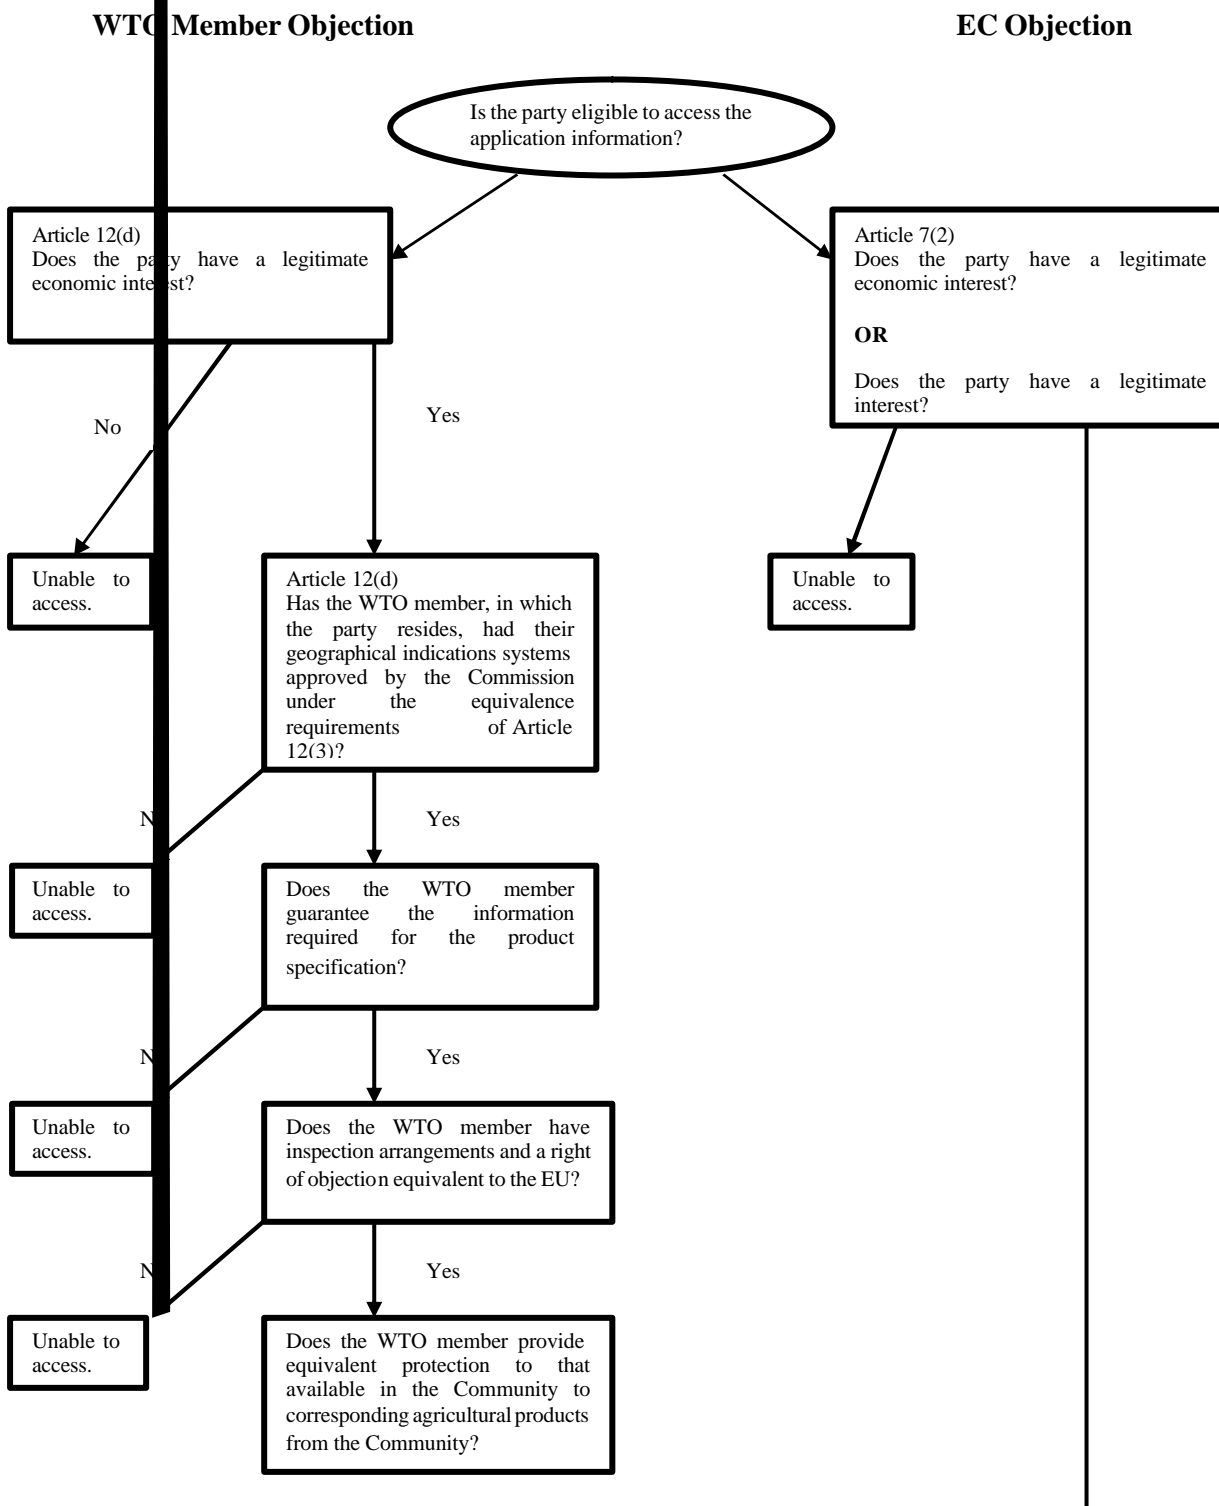 WTO Member Objection
EC Objection
Is the party eligible to access the
application information?
Article 12(d)
Does the party have a legitimate
economic interest?
Article 7(2)
Does the party have a legitimate
economic interest?
OR
Does the party have a legitimate
interest?
No
Yes
Unable to
access.
Article 12(d)
Has the WTO member, in which
the party resides, had their
geographical indications systems
approved by the Commission
under the equivalence
requirements of Article
12(3)?
Unable to
access.
N
Yes
Unable to
access.
Does the WTO member
guarantee the information
required for the product
specification?
N
Yes
Unable to
access.
Does the WTO member have
inspection arrangements and a right
of objection equivalent to the EU?
N
Yes
Unable to
access.
Does the WTO member provide
equivalent protection to that
available in the Community to
corresponding agricultural products
from the Community?